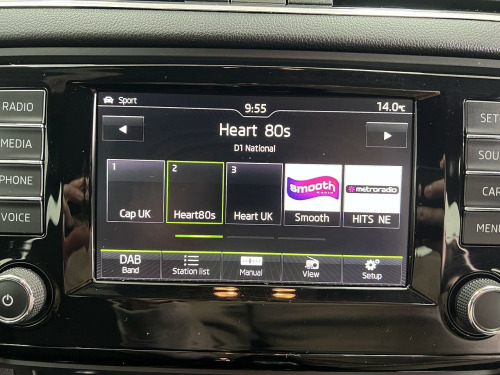 Sport
9:55
14.0°C
RADIO
MEDIA
PHONE
VOICE
Heart 80s
D1 National
1
Cap UK
2
Heart80s
3
Heart UK
smooth
RADIO
Smooth
metroradio
HITS NE
DAB
Band
Station list
Manual
View
Setup
SET
SOU
CAR
MENU